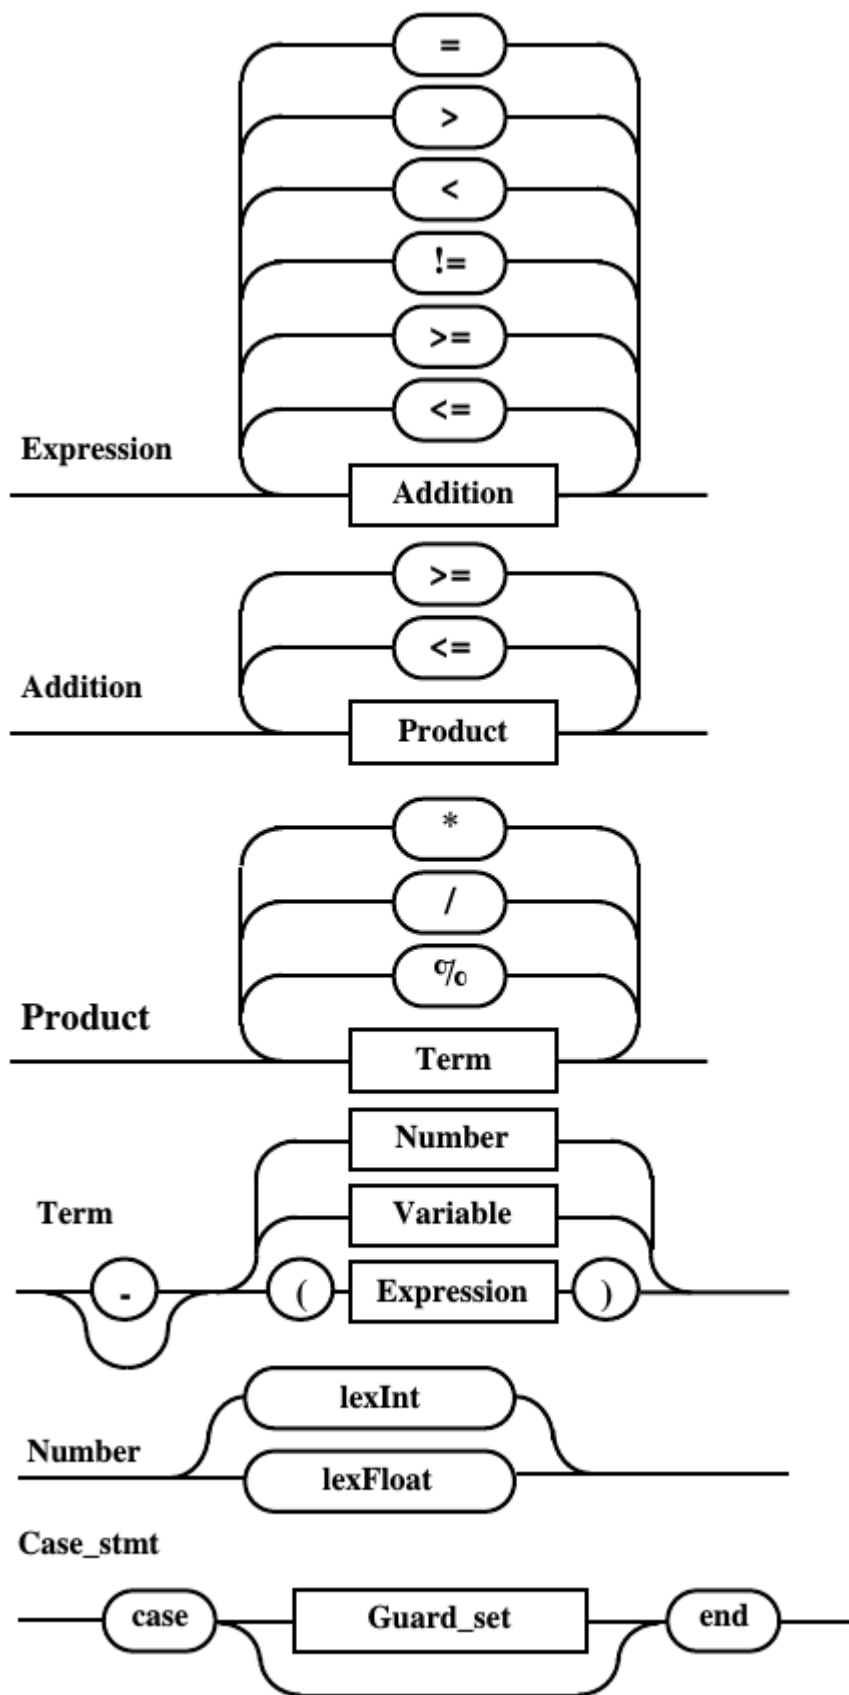 =
>
<
!=
>=
<=
Expression
Addition
>=
<=
Addition
Product
*
/
%
Product
Term
Number
Term
Variable
- ( Expression )
lexInt
Number
lexFloat
Case_stmt
case Guard_set end